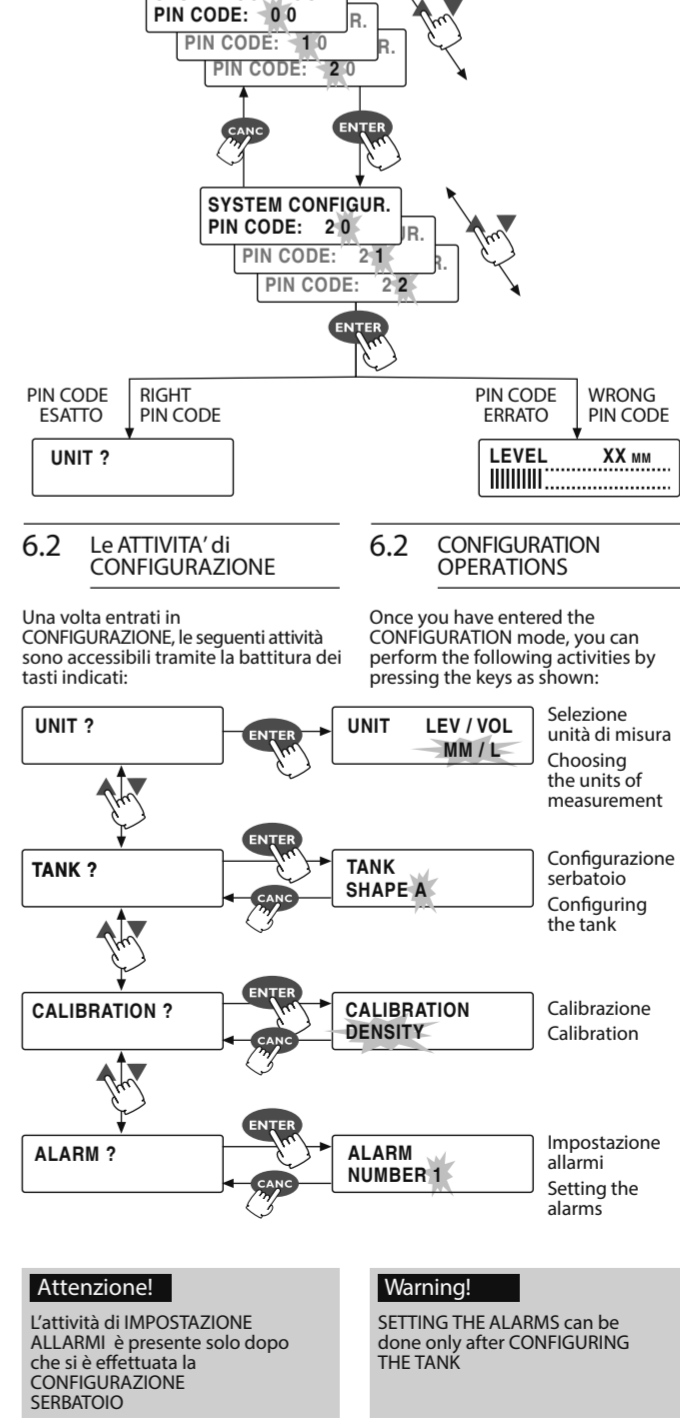 PIN CODE: 0 0
R.
PIN CODE: 1 0
R.
PIN CODE: 2 0
CANC
ENTER
SYSTEM CONFIGUR.
PIN CODE: 2 0
UR.
PIN CODE: 2 1
R.
PIN CODE: 2 2
ENTER
PIN CODE
ESATTO
RIGHT
PIN CODE
PIN CODE
ERRATO
WRONG
PIN CODE
UNIT ?
LEVEL XX MM
6.2 Le ATTIVITA’ di
CONFIGURAZIONE
Una volta entrati in
CONFIGURAZIONE, le seguenti attività
sono accessibili tramite la battitura dei
tasti indicati:
6.2 CONFIGURATION
OPERATIONS
Once you have entered the
CONFIGURATION mode, you can
perform the following activities by
pressing the keys as shown:
UNIT ?
ENTER
UNIT LEV / VOL
MM / L
Selezione
unità di misura
Choosing
the units of
measurement
TANK ?
ENTER
CANC
TANK
SHAPE A
Configurazione
serbatoio
Configuring
the tank
CALIBRATION ?
ENTER
CANC
CALIBRATION
DENSITY
Calibrazione
Calibration
ALARM ?
ENTER
CANC
ALARM
NUMBER 1
Impostazione
allarmi
Setting the
alarms
Attenzione!
L’attività di IMPOSTAZIONE
ALLARMI è presente solo dopo
che si è effettuata la
CONFIGURAZIONE
SERBATOIO
Warning!
SETTING THE ALARMS can be
done only after CONFIGURING
THE TANK